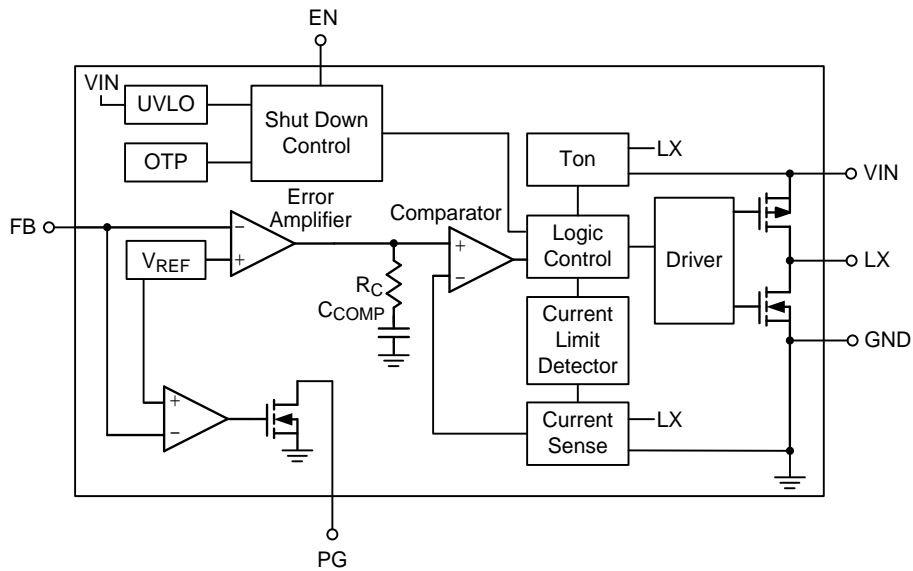 EN
VIN
UVLO
Shut Down
Control
OTP
Ton
LX
VIN
Error
Amplifier
Comparator
FB
−
+
VREF
+
−
Logic
Control
Driver
LX
RC
CCOMP
Current
Limit
Detector
GND
+
−
Current
Sense
LX
PG